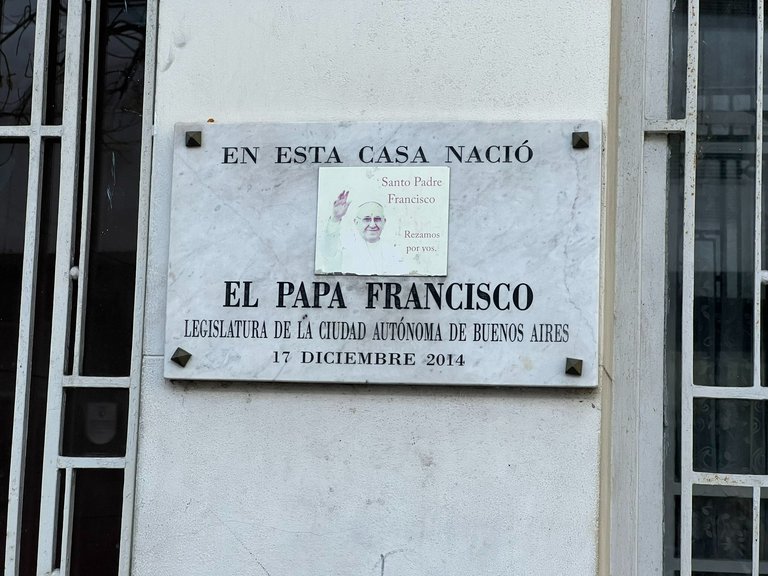 EN ESTA CASA NACIÓ
Santo Padre
Francisco
Rezamos
por vos.
EL PAPA FRANCISCO
LEGISLATURA DE LA CIUDAD AUTÓNOMA DE BUENOS AIRES
17 DICIEMBRE 2014